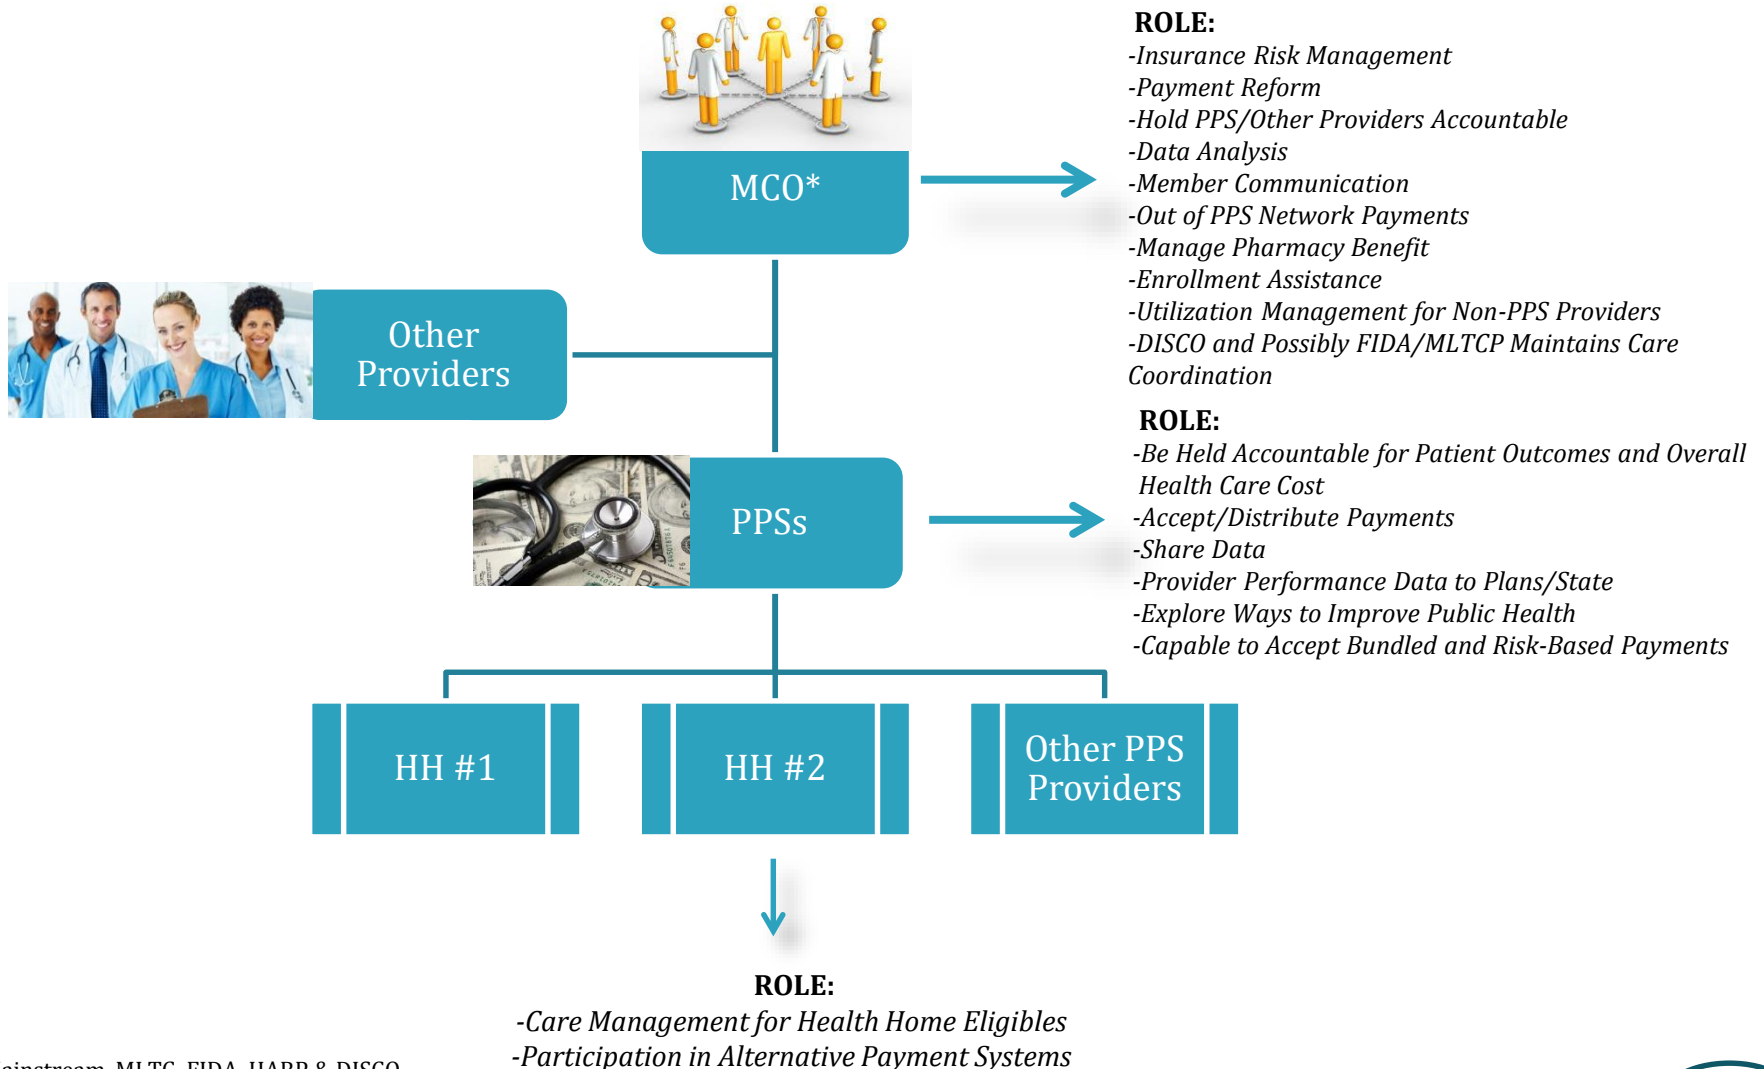 ROLE:
-Insurance Risk Management
-Payment Reform
-Hold PPS/Other Providers Accountable
-Data Analysis
-Member Communication
-Out of PPS Network Payments
-Manage Pharmacy Benefit
-Enrollment Assistance
-Utilization Management for Non-PPS Providers
-DISCO and Possibly FIDA/MLTCP Maintains Care
Coordination
MCO*
Other
Providers
ROLE:
-Be Held Accountable for Patient Outcomes and Overall
Health Care Cost
-Accept/Distribute Payments
-Share Data
-Provider Performance Data to Plans/State
-Explore Ways to Improve Public Health
-Capable to Accept Bundled and Risk-Based Payments
PPSs
HH #1
HH #2
Other PPS
Providers
ROLE:
-Care Management for Health Home Eligibles
-Participation in Alternative Payment Systems
MLTC, FIDA, HARP & DISCO